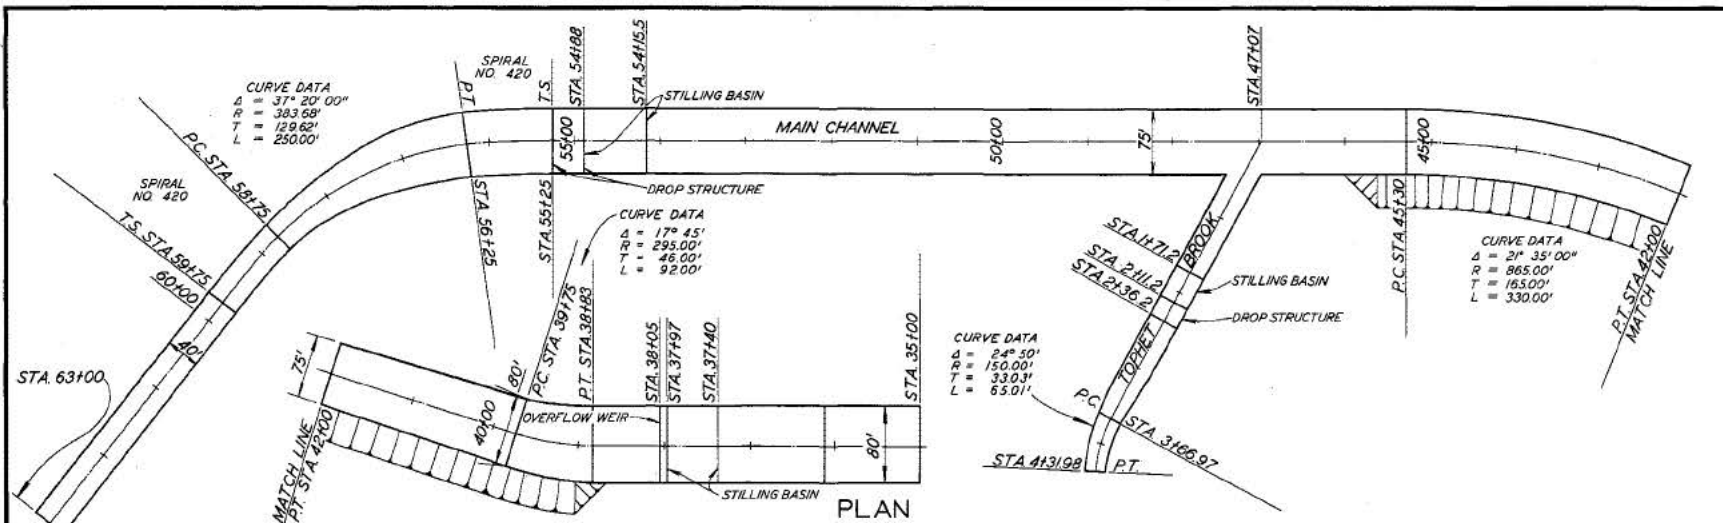 CURVE DATA
Δ = 37° 20' 00"
R = 383.68'
T = 129.62'
L = 250.00'
SPIRAL
NO. 420
P.T.
T.S.
STA. 54+88
STA. 54+15.5
STILLING BASIN
STA. 47+07
P.C. STA. 58+75
55+00
MAIN CHANNEL
50+00
75'
45+00
SPIRAL
NO. 420
STA. 56+25
STA. 55+25
DROP STRUCTURE
T.S. STA. 59+75
60+00
CURVE DATA
Δ = 17° 45'
R = 295.00'
T = 46.00'
L = 92.00'
STA. 1+71.2
STA. 2+11.2
STA. 2+36.2
BROOK
TOPHET
STILLING BASIN
DROP STRUCTURE
P.C. STA. 45+30
CURVE DATA
Δ = 21° 35' 00"
R = 865.00'
T = 165.00'
L = 330.00'
P.T. STA. 42+00
MATCH LINE
40'
STA. 63+00
75'
80'
P.C. STA. 39+75
P.T. STA. 38+83
STA. 38+05
STA. 37+97
STA. 37+40
STA. 35+00
CURVE DATA
Δ = 24° 50'
R = 150.00'
T = 33.03'
L = 65.01'
OVERFLOW WEIR
40+00
80'
P.C.
STA. 3+66.97
MATCH LINE
P.T. STA. 42+00
STA. 4+31.98
P.T.
STILLING BASIN
PLAN